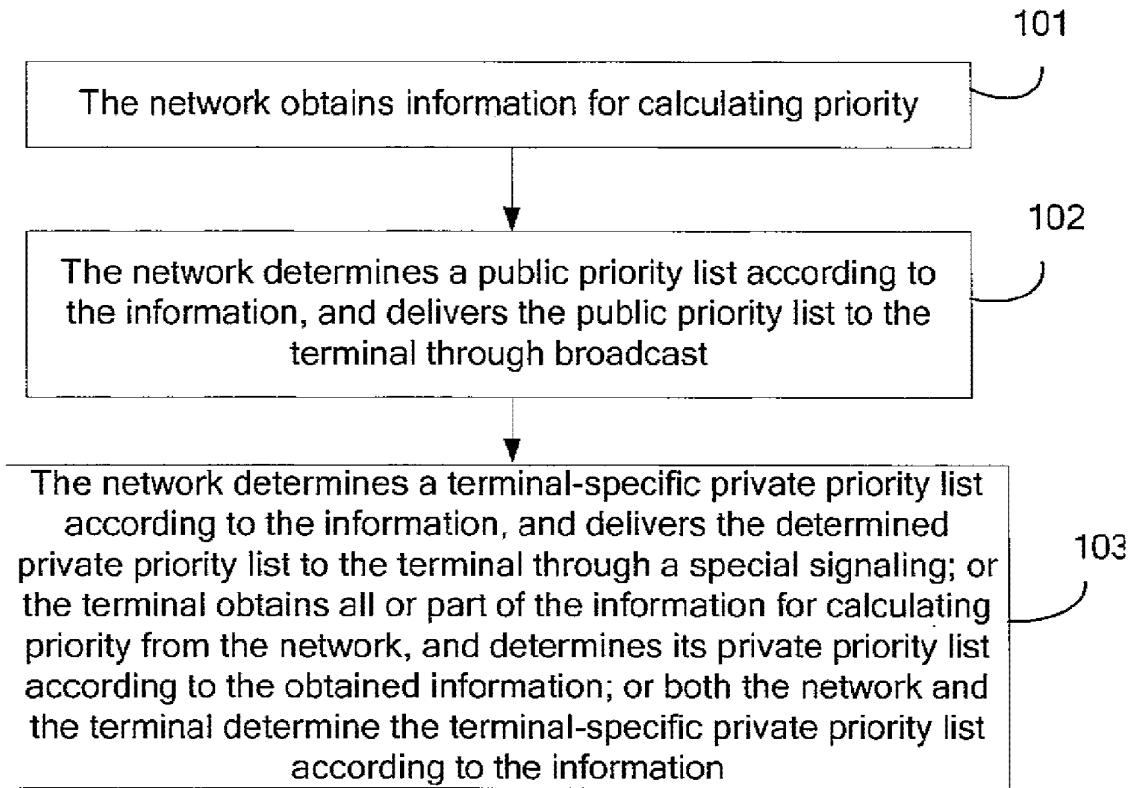 101
The network obtains information for calculating priority
102
The network determines a public priority list according to
the information, and delivers the public priority list to the
terminal through broadcast
The network determines a terminal-specific private priority list
according to the information, and delivers the determined
private priority list to the terminal through a special signaling; or
the terminal obtains all or part of the information for calculating
priority from the network, and determines its private priority list
according to the obtained information; or both the network and
the terminal determine the terminal-specific private priority list
according to the information
103